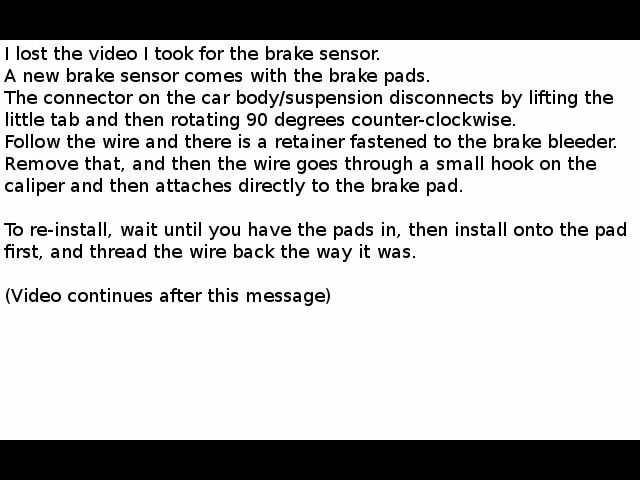 I lost the video I took for the brake sensor.
A new brake sensor comes with the brake pads.
The connector on the car body/suspension disconnects by lifting the
little tab and then rotating 90 degrees counter-clockwise.
Follow the wire and there is a retainer fastened to the brake bleeder.
Remove that, and then the wire goes through a small hook on the
caliper and then attaches directly to the brake pad.
To re-install, wait until you have the pads in, then install onto the pad
first, and thread the wire back the way it was.
(Video continues after this message)